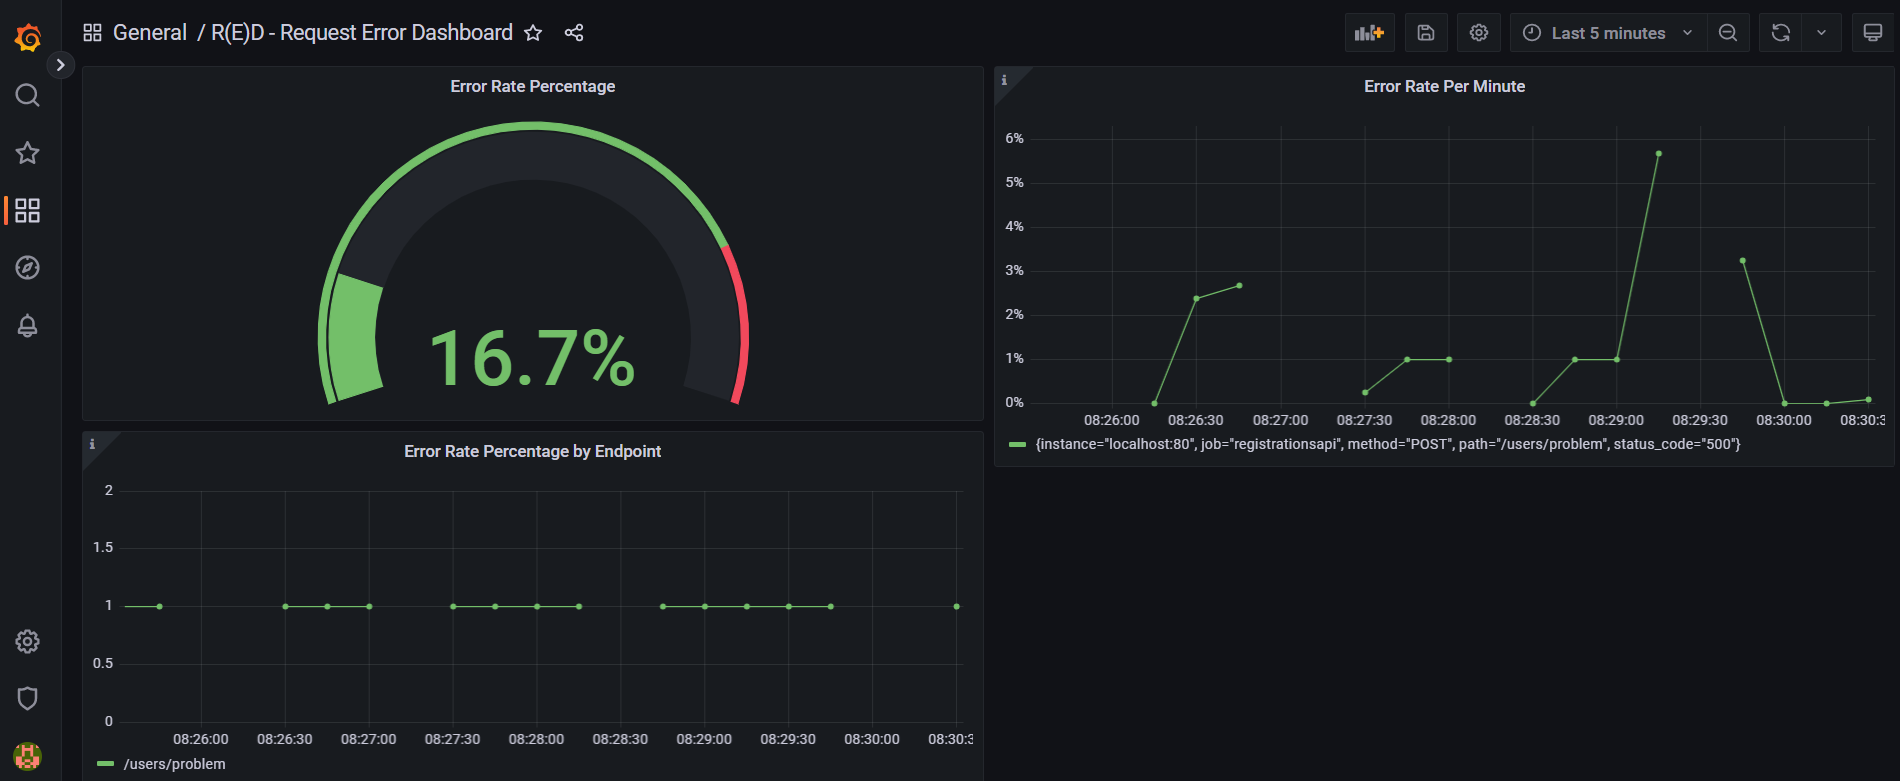 General / R(E)D - Request Error Dashboard
Last 5 minutes
Error Rate Percentage
16.7%
Error Rate Per Minute
6%
5%
4%
3%
2%
1%
0%
08:26:00 08:26:30 08:27:00 08:27:30 08:28:00 08:28:30 08:29:00 08:29:30 08:30:00 08:30:3
{instance="localhost:80", job="registrationsapi", method="POST", path="/users/problem", status_code="500"}
Error Rate Percentage by Endpoint
2
1.5
1
0.5
0
08:26:00 08:26:30 08:27:00 08:27:30 08:28:00 08:28:30 08:29:00 08:29:30 08:30:00 08:30:3
/users/problem